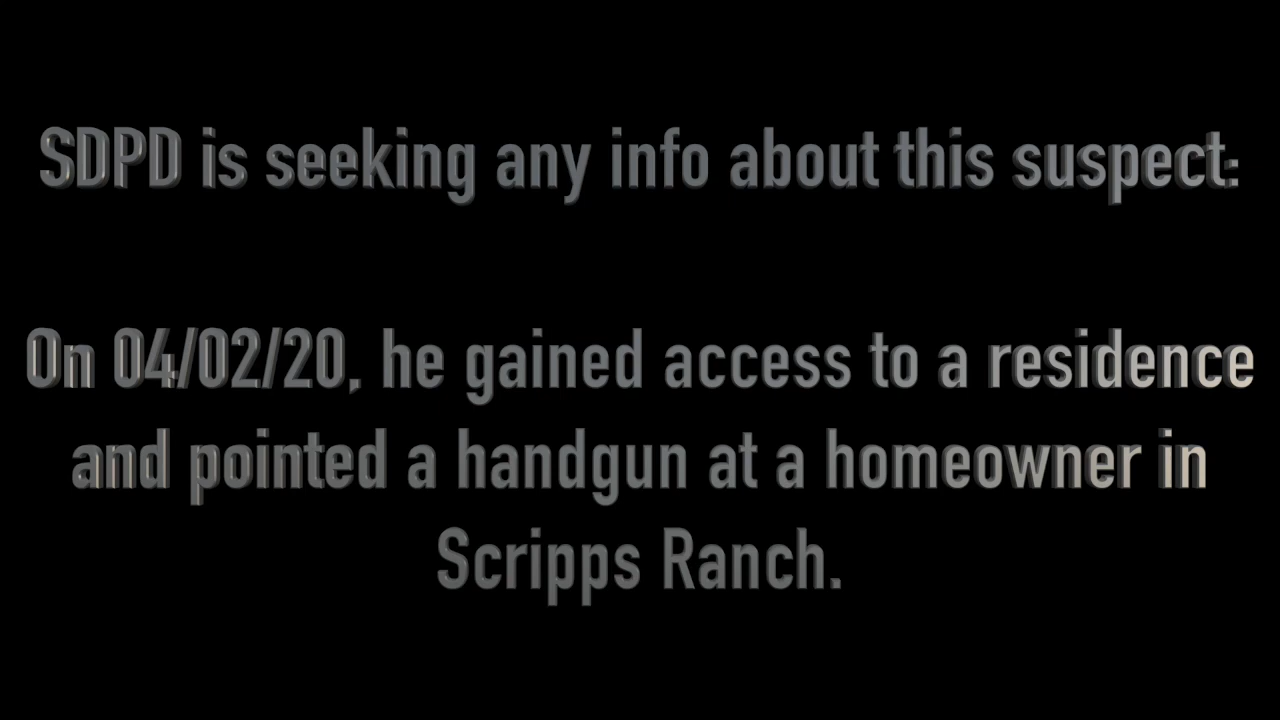 SDPD is seeking any info about this suspect:
On 04/02/20, he gained access to a residence
and pointed a handgun at a homeowner in
Scripps Ranch.